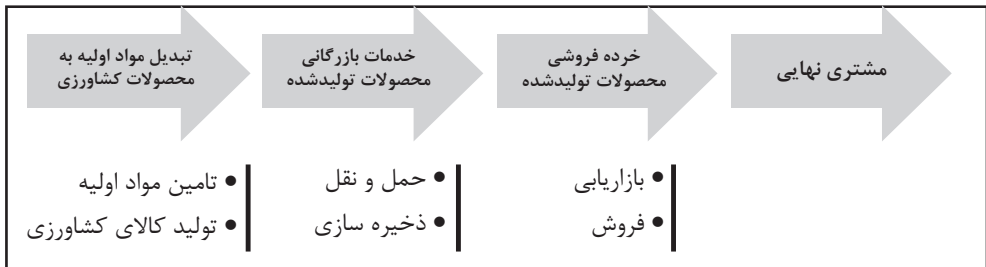 تبدیل مواد اولیه به
محصولات کشاورزی
خدمات بازرگانی
محصولات تولیدشده
خرده فروشی
محصولات تولیدشده
مشتری نهایی
• تامین مواد اولیه
• تولید کالای کشاورزی
• حمل و نقل
• ذخیره سازی
• بازاریابی
• فروش